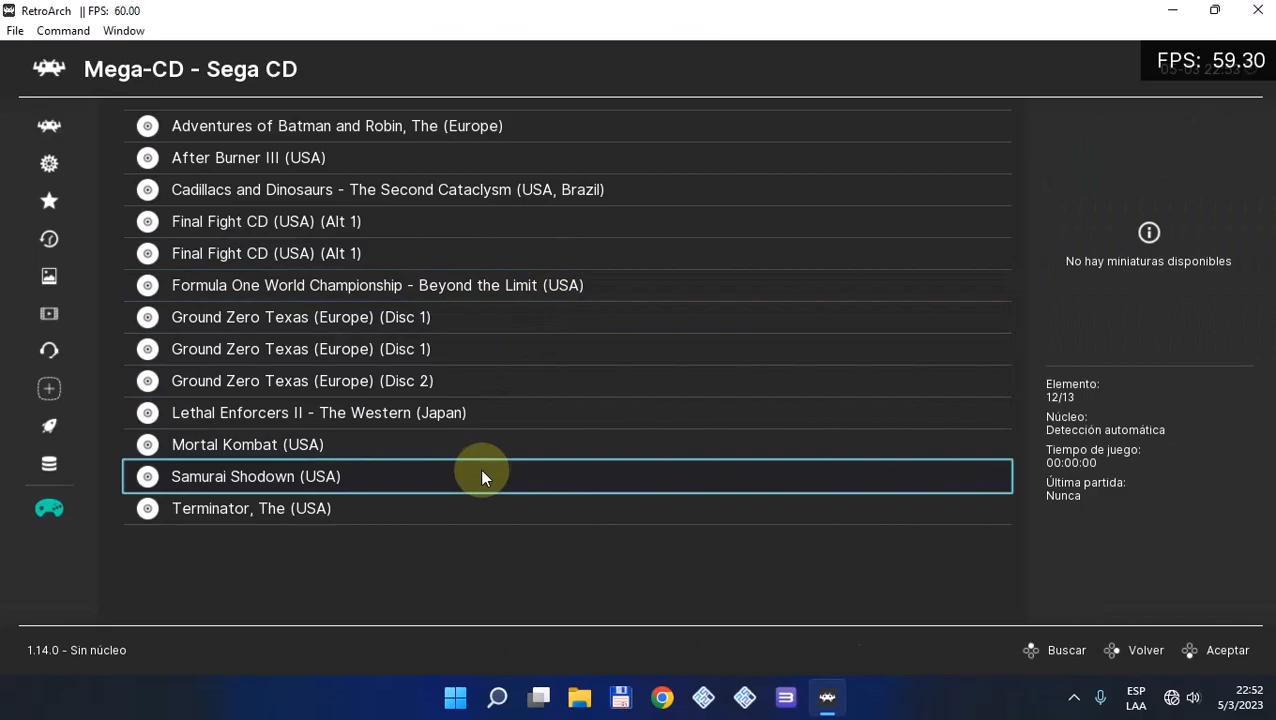 RetroArch || FPS: 60.00
File Command Window
Mega-CD - Sega CD
FPS: 59.30
Adventures of Batman and Robin, The (Europe)
After Burner III (USA)
Cadillacs and Dinosaurs - The Second Cataclysm (USA, Brazil)
Final Fight CD (USA) (Alt 1)
Final Fight CD (USA) (Alt 1)
Formula One World Championship - Beyond the Limit (USA)
Ground Zero Texas (Europe) (Disc 1)
Ground Zero Texas (Europe) (Disc 1)
Ground Zero Texas (Europe) (Disc 2)
Lethal Enforcers II - The Western (Japan)
Mortal Kombat (USA)
Samurai Shodown (USA)
Terminator, The (USA)
No hay miniaturas disponibles
Elemento:
12/13
Núcleo:
Detección automática
Tiempo de juego:
00:00:00
Última partida:
Nunca
1.14.0 - Sin núcleo
Buscar Volver Aceptar
ESP
LAA
22:52
5/3/2023